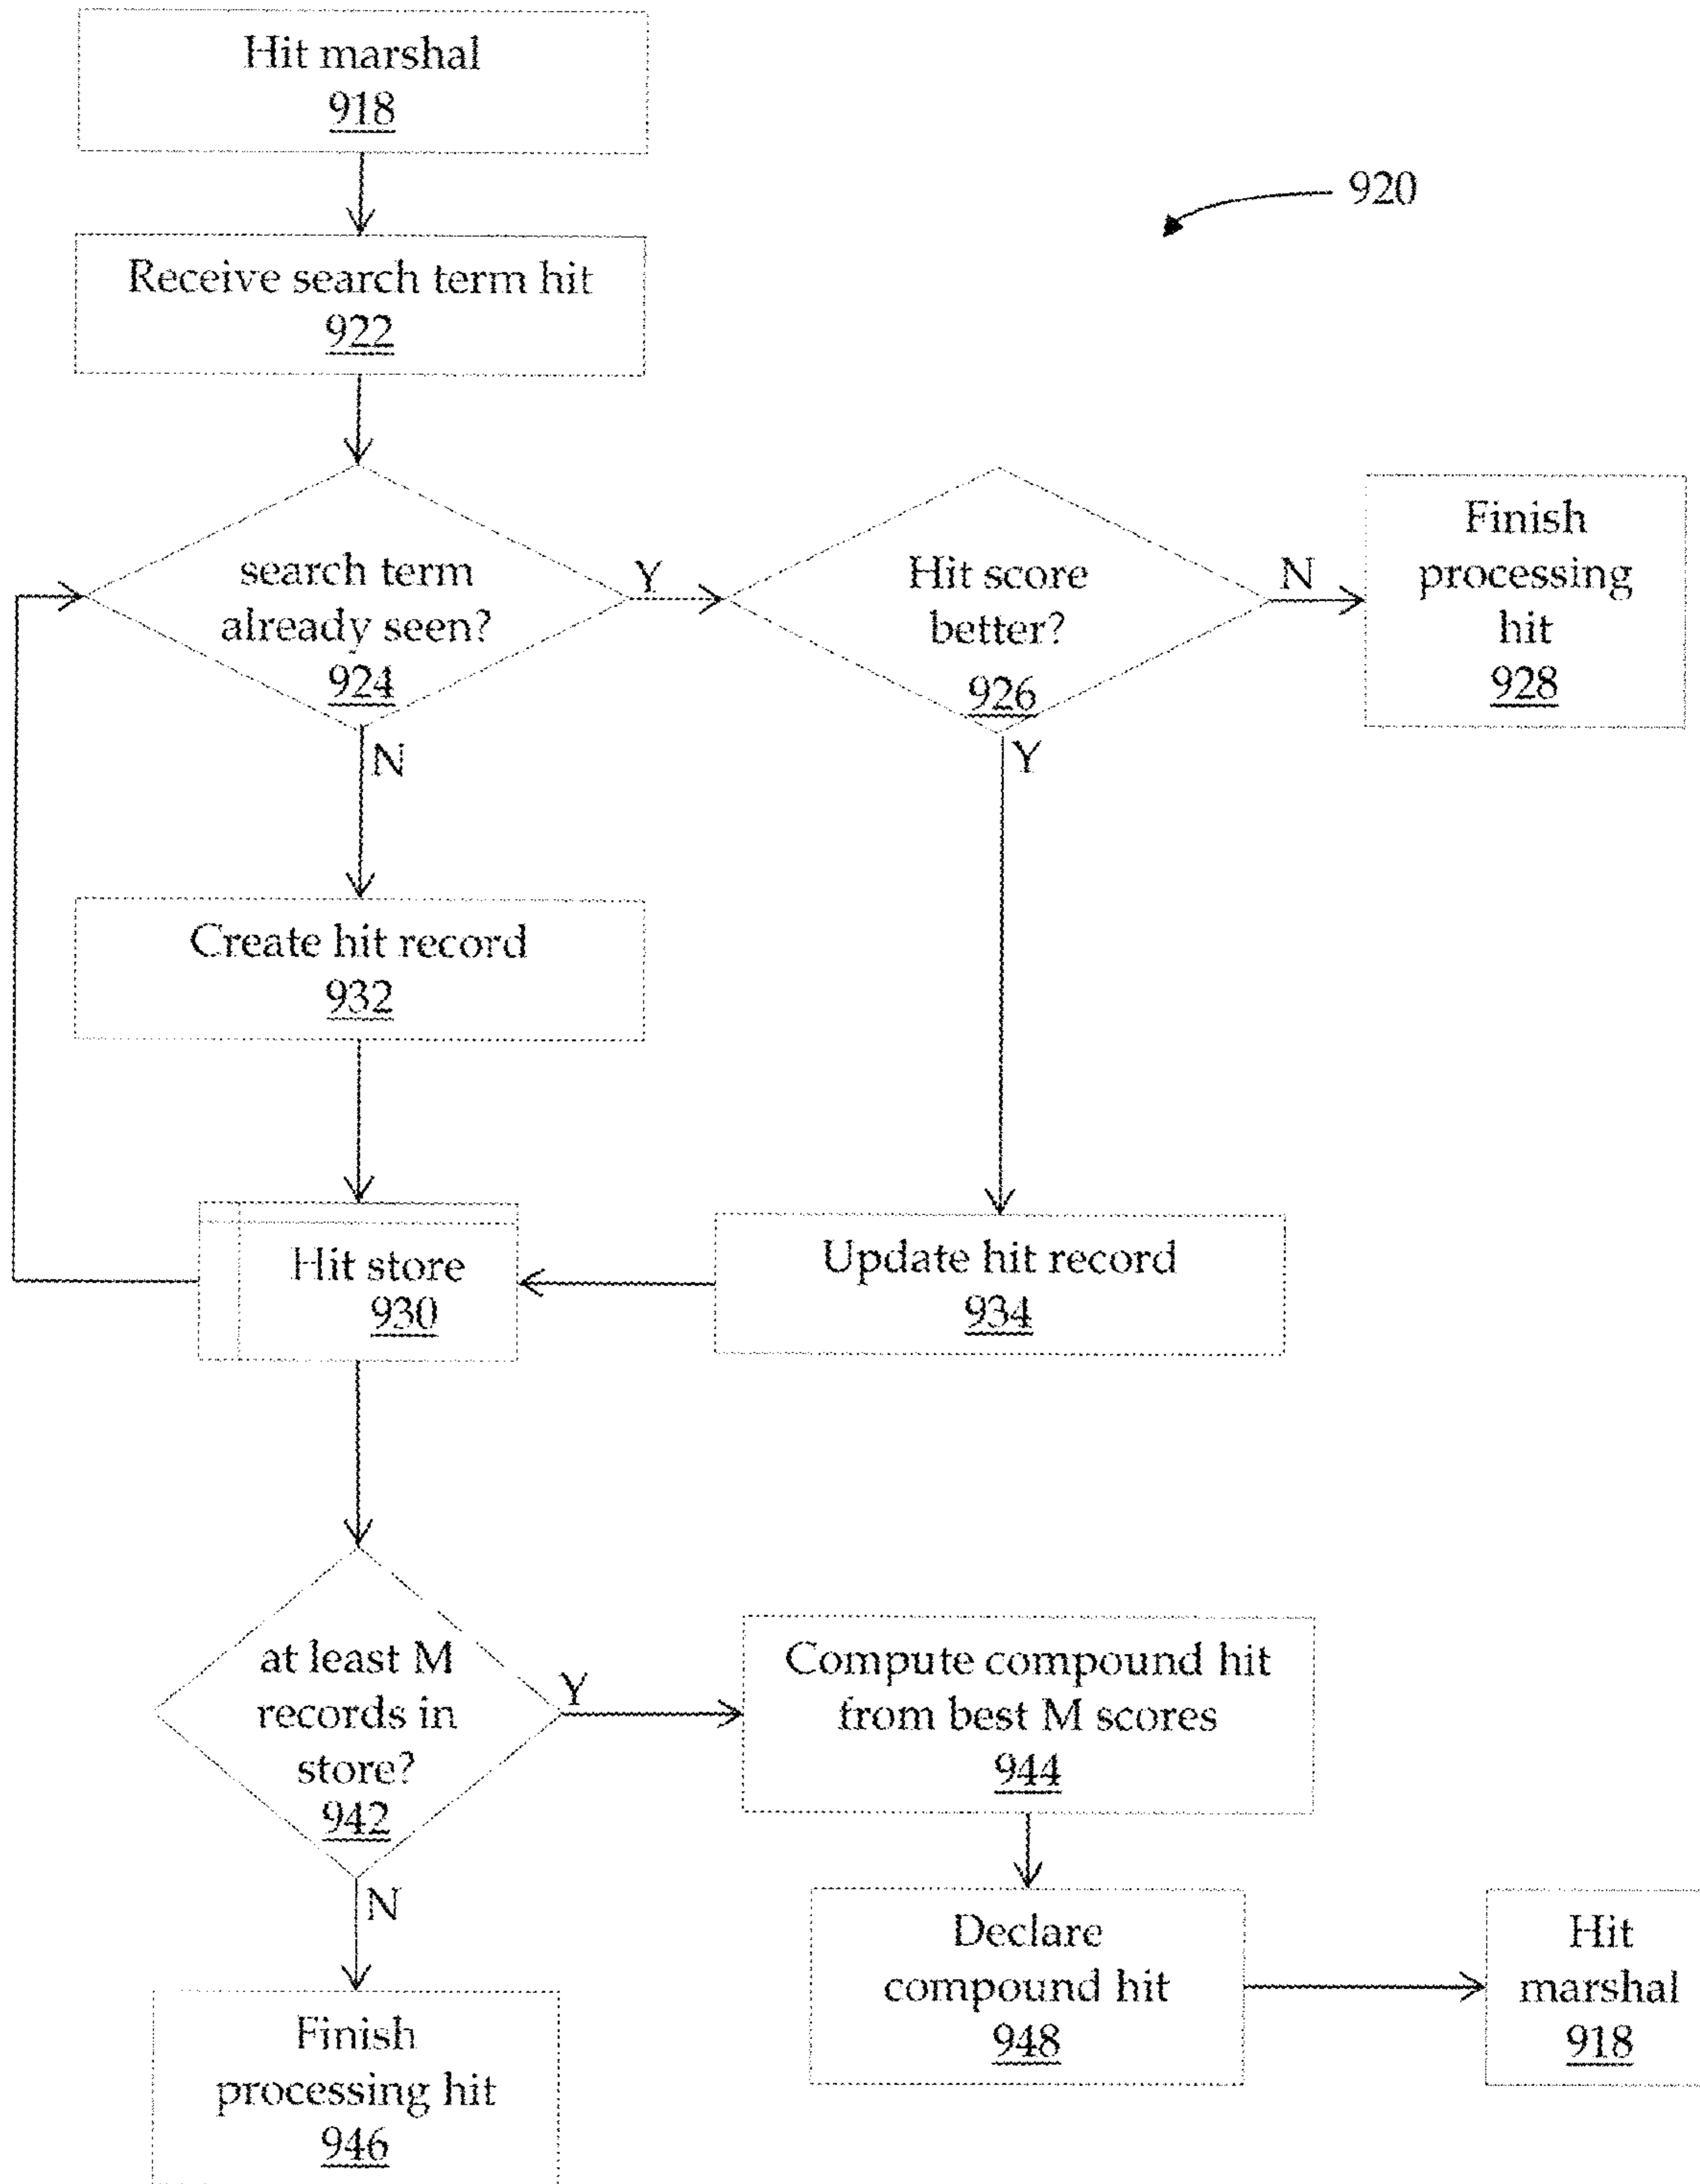 Hit marshal
918
920
Receive search term hit
922
search term
already seen?
924
Y
N
Hit score
better?
926
N
Y
Finish
processing
hit
928
Create hit record
932
Hit store
930
Update hit record
934
at least M
records in
store?
942
Y
N
Compute compound hit
from best M scores
944
Declare
compound hit
948
Hit
marshal
918
Finish
processing hit
946